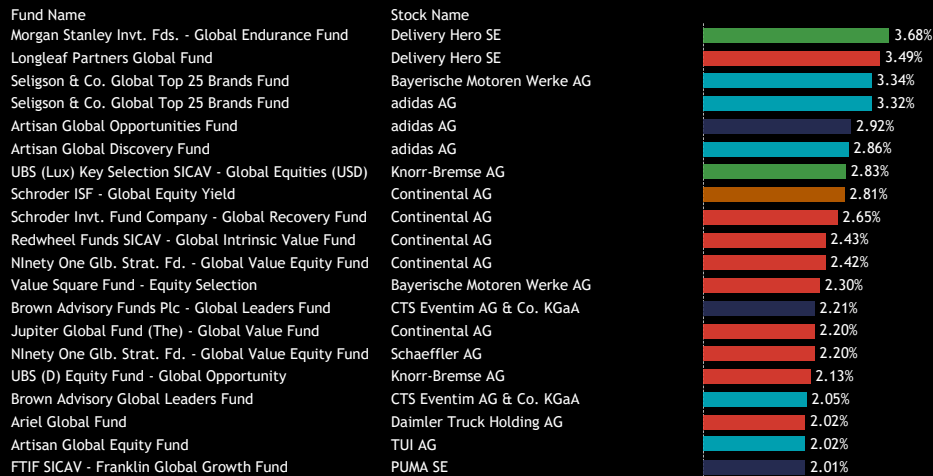 Fund Name Stock Name
Morgan Stanley Invt. Fds. - Global Endurance Fund Delivery Hero SE 3.68%
Longleaf Partners Global Fund Delivery Hero SE 3.49%
Seligson & Co. Global Top 25 Brands Fund Bayerische Motoren Werke AG 3.34%
Seligson & Co. Global Top 25 Brands Fund adidas AG 3.32%
Artisan Global Opportunities Fund adidas AG 2.92%
Artisan Global Discovery Fund adidas AG 2.86%
UBS (Lux) Key Selection SICAV - Global Equities (USD) Knorr-Bremse AG 2.83%
Schroder ISF - Global Equity Yield Continental AG 2.81%
Schroder Invt. Fund Company - Global Recovery Fund Continental AG 2.65%
Redwheel Funds SICAV - Global Intrinsic Value Fund Continental AG 2.43%
NInety One Glb. Strat. Fd. - Global Value Equity Fund Continental AG 2.42%
Value Square Fund - Equity Selection Bayerische Motoren Werke AG 2.30%
Brown Advisory Funds Plc - Global Leaders Fund CTS Eventim AG & Co. KGaA 2.21%
Jupiter Global Fund (The) - Global Value Fund Continental AG 2.20%
NInety One Glb. Strat. Fd. - Global Value Equity Fund Schaeffler AG 2.20%
UBS (D) Equity Fund - Global Opportunity Knorr-Bremse AG 2.13%
Brown Advisory Global Leaders Fund CTS Eventim AG & Co. KGaA 2.05%
Ariel Global Fund Daimler Truck Holding AG 2.02%
Artisan Global Equity Fund TUI AG 2.02%
FTIF SICAV - Franklin Global Growth Fund PUMA SE 2.01%